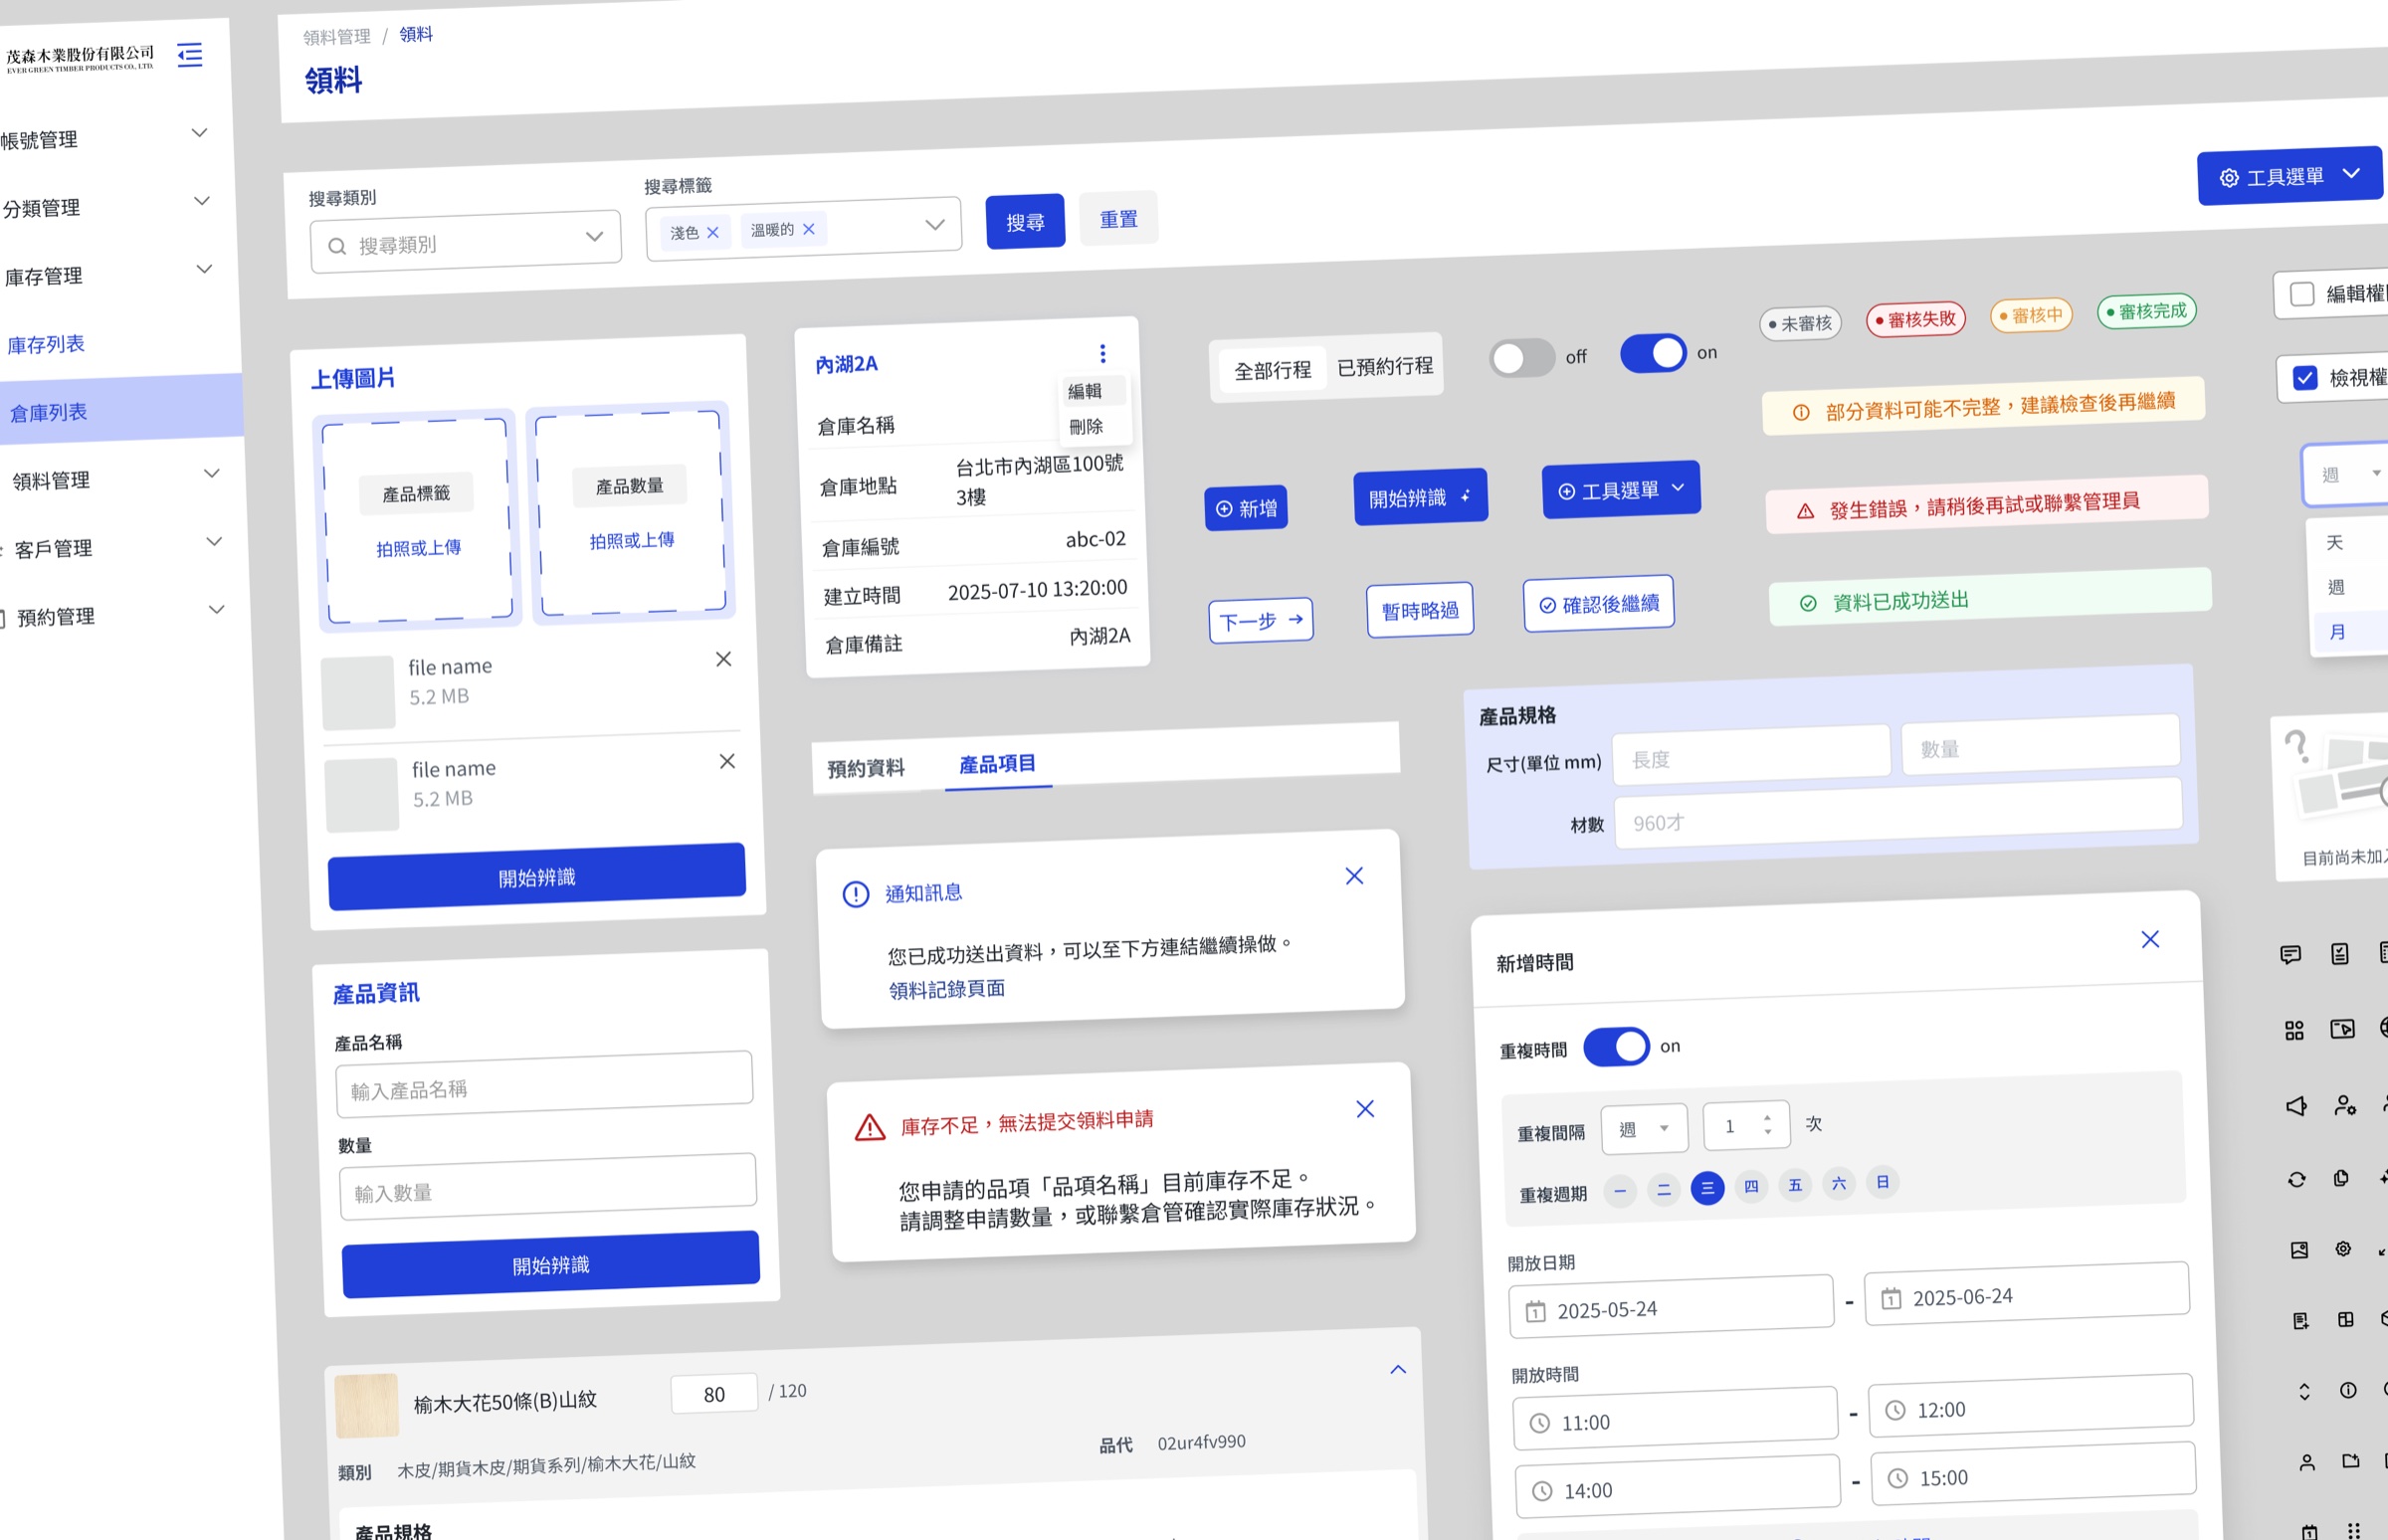 茂森木業股份有限公司
EVER GREEN TIMBER PRODUCTS CO., LTD.
帳號管理
分類管理
庫存管理
庫存列表
倉庫列表
領料管理
客戶管理
預約管理
領料管理 / 領料
領料
搜尋類別
搜尋類別
搜尋標籤
淺色
溫暖的
搜尋
重置
工具選單
上傳圖片
產品標籤
拍照或上傳
產品數量
拍照或上傳
file name
5.2 MB
file name
5.2 MB
開始辨識
產品資訊
產品名稱
輸入產品名稱
數量
輸入數量
開始辨識
內湖2A
編輯
刪除
倉庫名稱
倉庫地點
台北市內湖區100號
3樓
倉庫編號
abc-02
建立時間
2025-07-10 13:20:00
倉庫備註
內湖2A
全部行程
已預約行程
off
on
未審核
審核失敗
審核中
審核完成
新增
開始辨識
工具選單
下一步
暫時略過
確認後繼續
部分資料可能不完整，建議檢查後再繼續
發生錯誤，請稍後再試或聯繫管理員
資料已成功送出
編輯權
檢視權
週
天
週
月
預約資料
產品項目
產品規格
尺寸(單位 mm)
長度
數量
材數
960才
目前尚未加
通知訊息
您已成功送出資料，可以至下方連結繼續操做。
領料記錄頁面
庫存不足，無法提交領料申請
您申請的品項「品項名稱」目前庫存不足。
請調整申請數量，或聯繫倉管確認實際庫存狀況。
新增時間
重複時間
on
重複間隔
週
1
次
重複週期
一 二 三 四 五 六 日
開放日期
2025-05-24 - 2025-06-24
開放時間
11:00 - 12:00
14:00 - 15:00
榆木大花50條(B)山紋
80 / 120
類別
木皮/期貨木皮/期貨系列/榆木大花/山紋
品代
02ur4fv990
產品規格